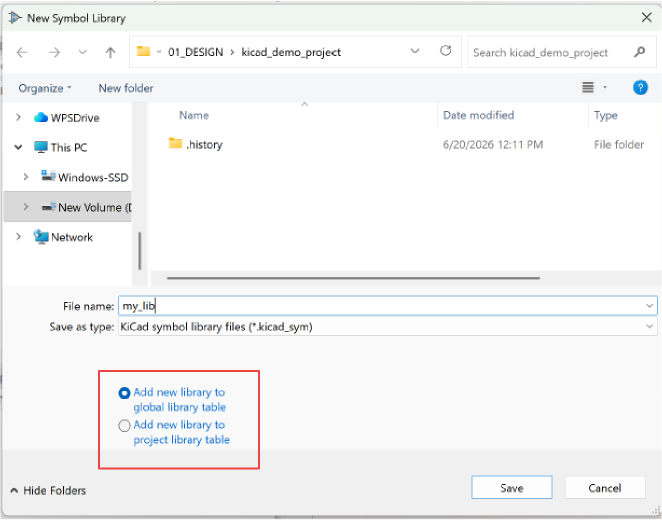 New Symbol Library
01_DESIGN > kicad_demo_project
Search kicad_demo_project
Organize
New folder
Name
Date modified
Type
WPSDrive
This PC
Windows-SSD
New Volume (D
Network
.history
6/20/2026 12:11 PM
File folder
File name: my_lib
Save as type: KiCad symbol library files (*.kicad_sym)
Add new library to
global library table
Add new library to
project library table
Hide Folders
Save
Cancel